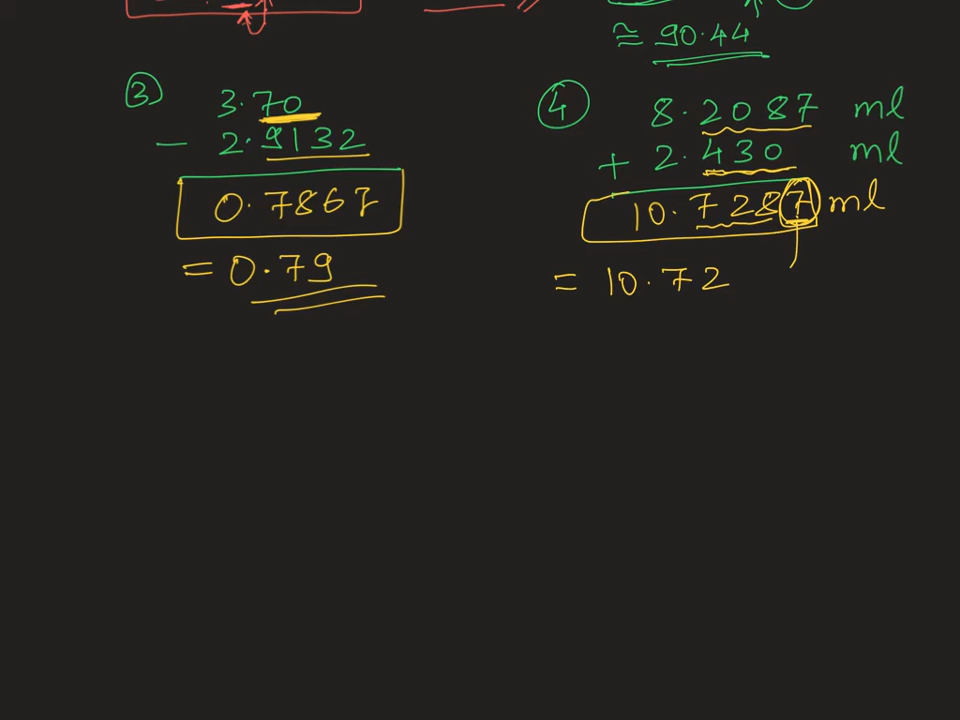 ≅ 90.44
③
3.70
− 2.9132
0.7867
= 0.79
④
8.2087 ml
+ 2.430 ml
10.7287 ml
= 10.72